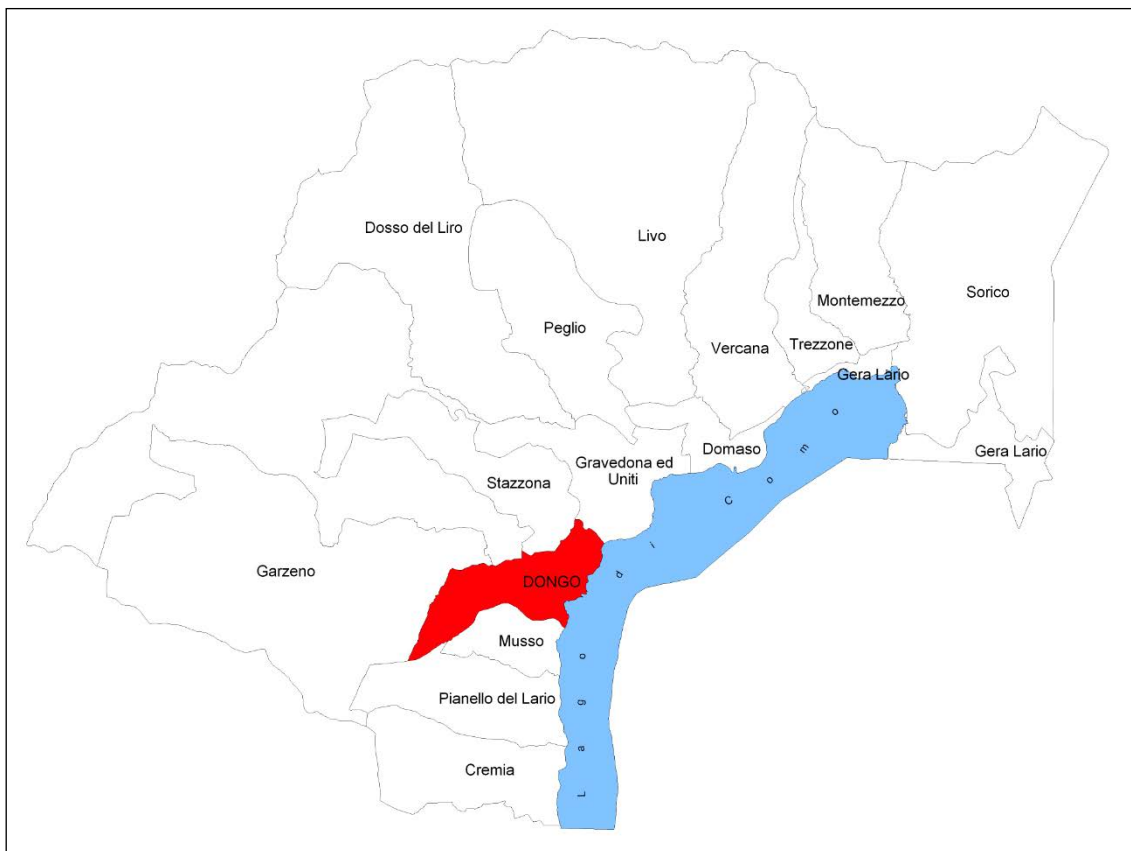 Dosso del Liro
Livo
Sorico
Montemezzo
Peglio
Trezzone
Vercana
Gera Lario
Domaso
Gera Lario
Gravedona ed
Uniti
Stazzona
Garzeno
DONGO
Musso
Pianello del Lario
Cremia
Lago di Como